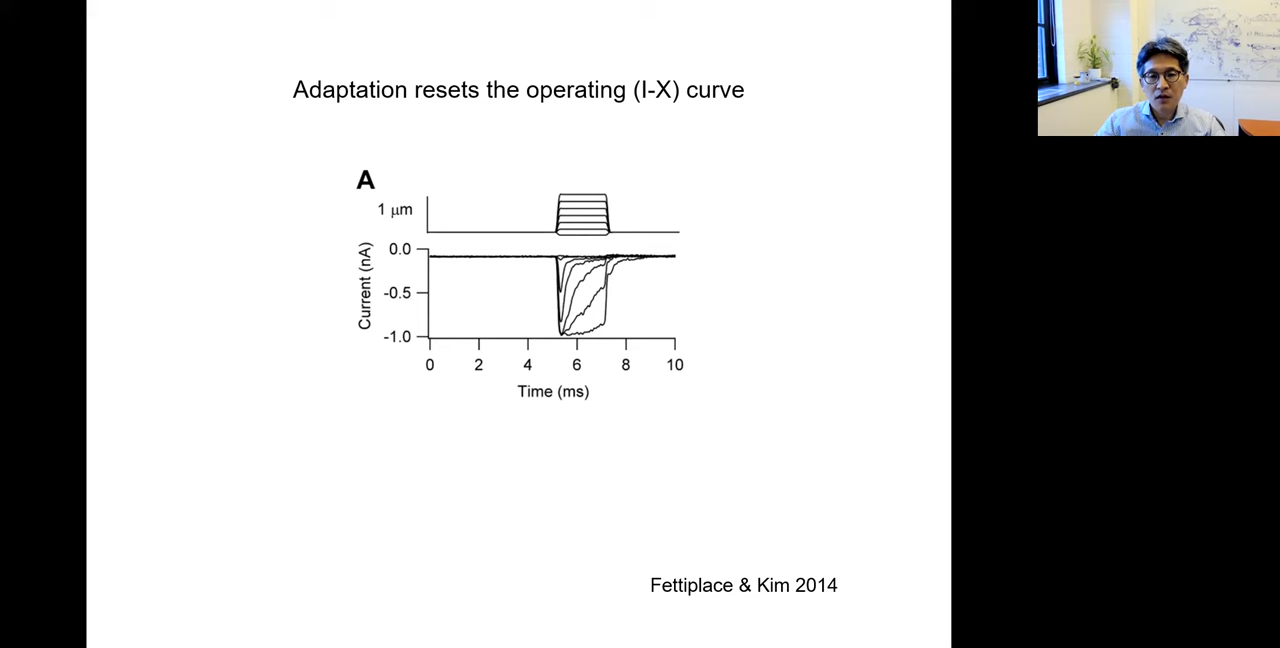 Adaptation resets the operating (I-X) curve
A
1 μm
Current (nA)
0.0
-0.5
-1.0
0 2 4 6 8 10
Time (ms)
Fettiplace & Kim 2014